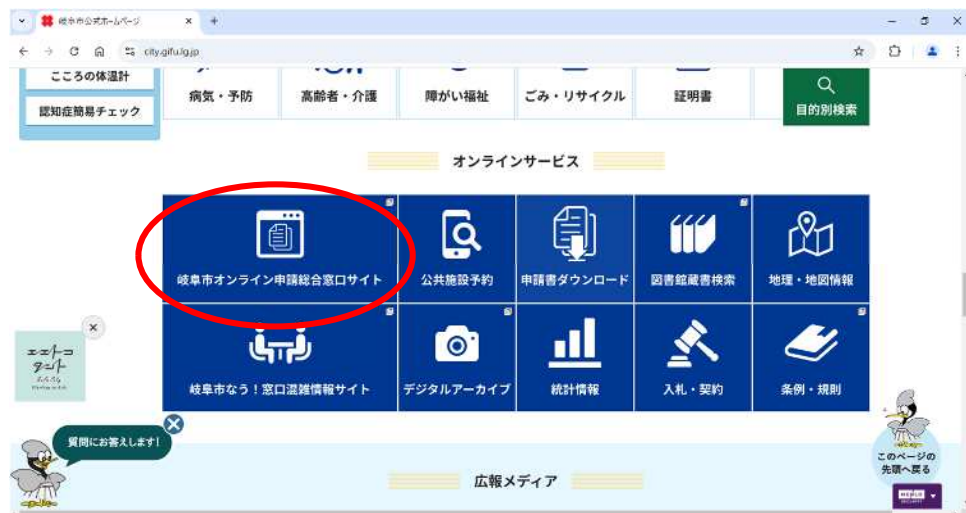 岐阜市公式ホームページ
city.gifu.lg.jp
こころの体温計
認知症簡易チェック
病気・予防
高齢者・介護
障がい福祉
ごみ・リサイクル
証明書
目的別検索
オンラインサービス
岐阜市オンライン申請総合窓口サイト
公共施設予約
申請書ダウンロード
図書館蔵書検索
地理・地図情報
岐阜市なう！窓口混雑情報サイト
デジタルアーカイブ
統計情報
入札・契約
条例・規則
質問にお答えします!
このページの
先頭へ戻る
広報メディア